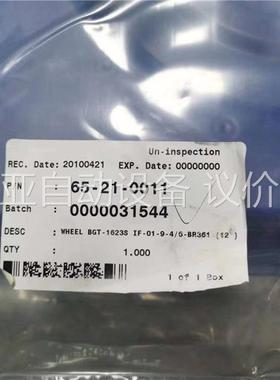 Un-inspection
REC. Date: 20100421 EXP. Date: 00000000
P/N : 65-21-0011
亚自动设备 议价
Batch : 0000031544
DESC : WHEEL BGT-1623S IF-01-9-4/5-BR361 (12")
QTY : 1.000
1 of 1 Box